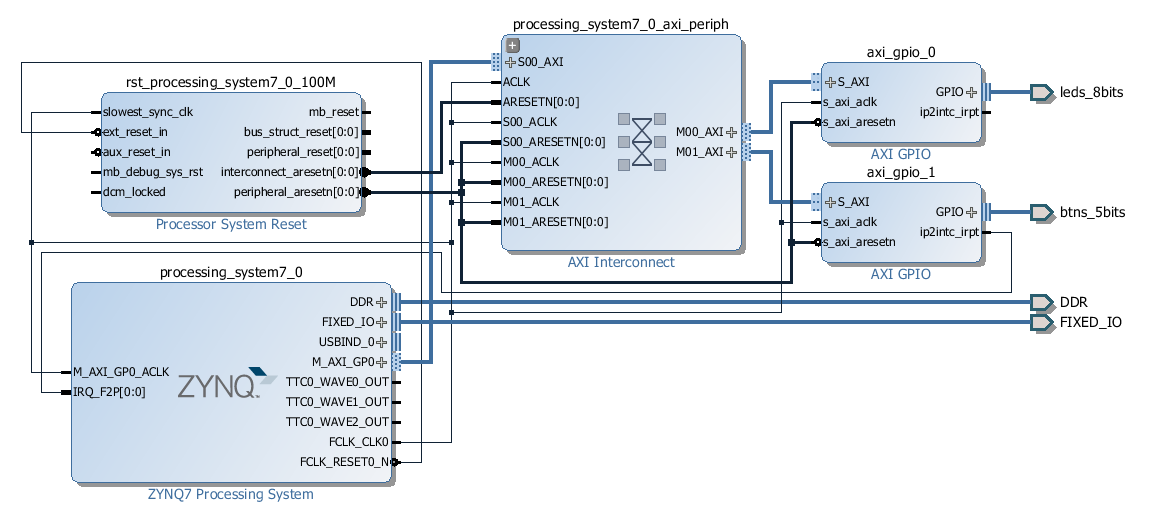 processing_system7_0_axi_periph
S00_AXI
ACLK
ARESETN[0:0]
S00_ACLK
S00_ARESETN[0:0]
M00_ACLK
M00_ARESETN[0:0]
M01_ACLK
M01_ARESETN[0:0]
M00_AXI
M01_AXI
AXI Interconnect
rst_processing_system7_0_100M
slowest_sync_clk
ext_reset_in
aux_reset_in
mb_debug_sys_rst
dcm_locked
mb_reset
bus_struct_reset[0:0]
peripheral_reset[0:0]
interconnect_aresetn[0:0]
peripheral_aresetn[0:0]
Processor System Reset
axi_gpio_0
S_AXI
s_axi_aclk
s_axi_aresetn
GPIO
ip2intc_irpt
AXI GPIO
leds_8bits
axi_gpio_1
S_AXI
s_axi_aclk
s_axi_aresetn
GPIO
ip2intc_irpt
AXI GPIO
btns_5bits
processing_system7_0
M_AXI_GP0_ACLK
IRQ_F2P[0:0]
ZYNQ
DDR
FIXED_IO
USBIND_0
M_AXI_GP0
TTC0_WAVE0_OUT
TTC0_WAVE1_OUT
TTC0_WAVE2_OUT
FCLK_CLK0
FCLK_RESET0_N
ZYNQ7 Processing System
DDR
FIXED_IO